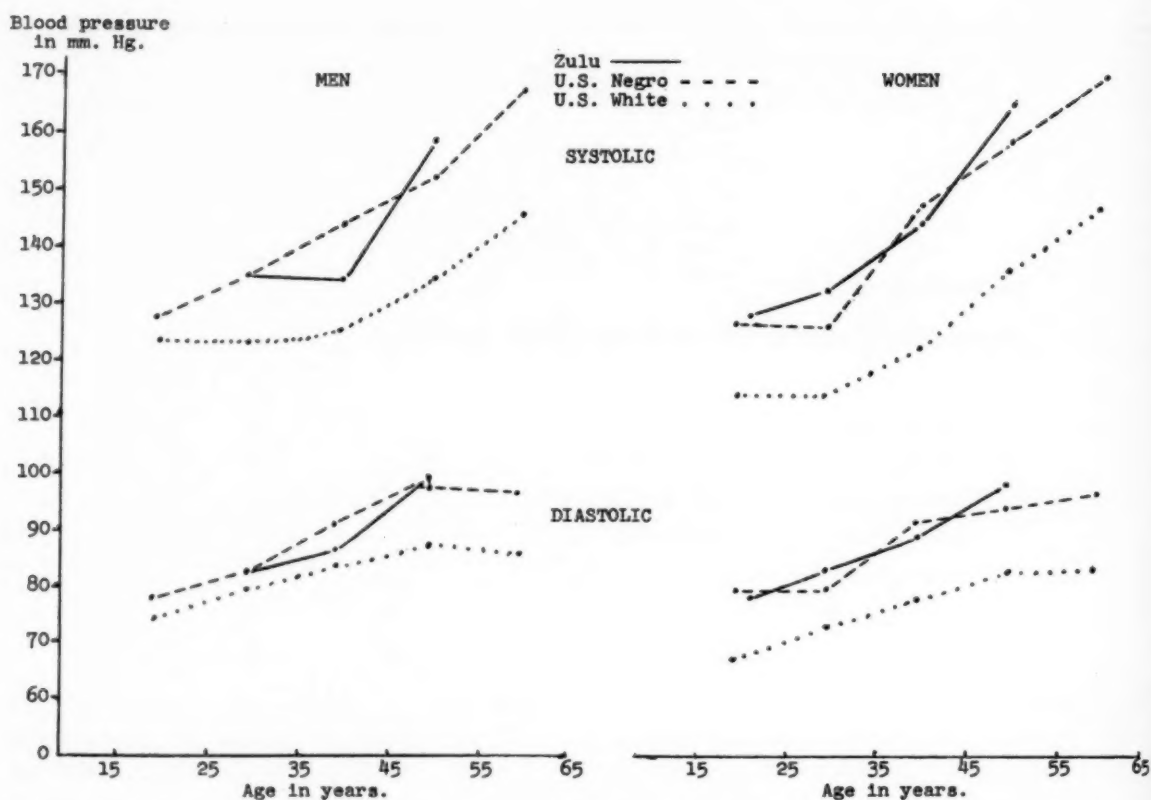 Blood pressure
in mm. Hg.
170
160
150
140
130
120
110
100
90
80
70
60
0
MEN
Zulu
U.S. Negro
U.S. White
WOMEN
SYSTOLIC
DIASTOLIC
15 25 35 45 55 65
Age in years.
15 25 35 45 55 65
Age in years.